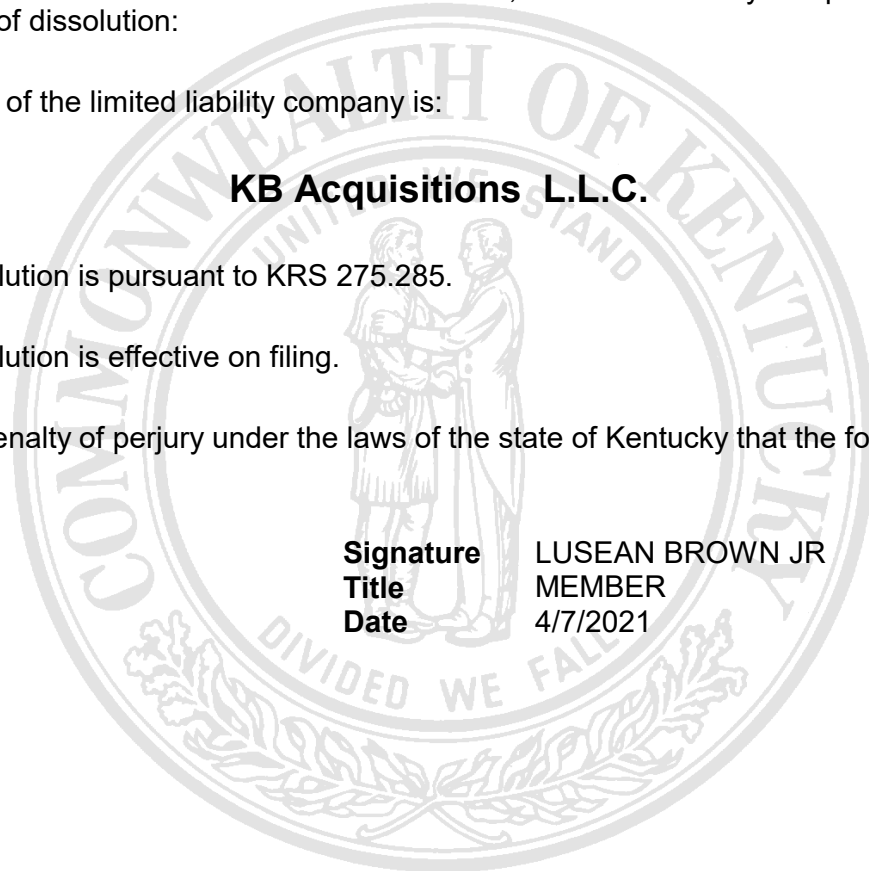 of dissolution:
of the limited liability company is:
KB Acquisitions L.L.C.
lution is pursuant to KRS 275.285.
lution is effective on filing.
enalty of perjury under the laws of the state of Kentucky that the fo
Signature LUSEAN BROWN JR
Title MEMBER
Date 4/7/2021
COMMONWEALTH OF KENTUCKY
UNITED WE STAND
DIVIDED WE FALL